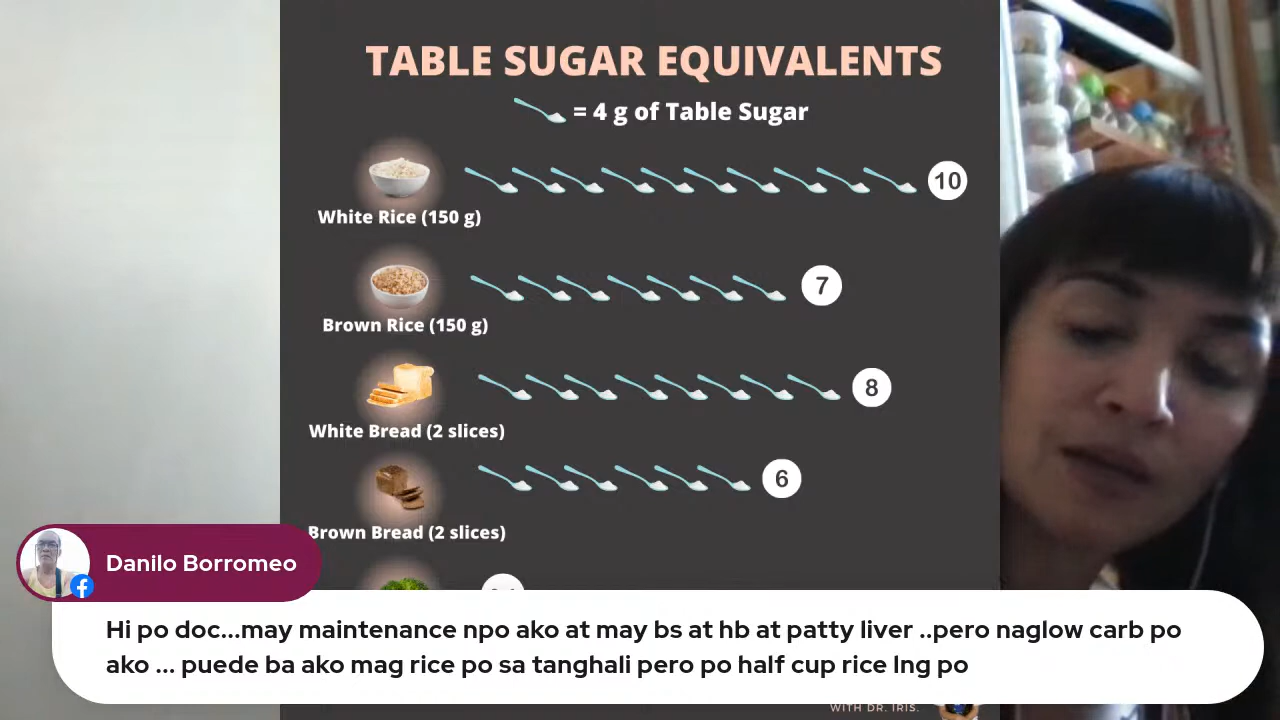 TABLE SUGAR EQUIVALENTS
= 4 g of Table Sugar
10
White Rice (150 g)
7
Brown Rice (150 g)
8
White Bread (2 slices)
6
Brown Bread (2 slices)
Danilo Borromeo
Hi po doc...may maintenance npo ako at may bs at hb at patty liver ..pero naglow carb po
ako ... puede ba ako mag rice po sa tanghali pero po half cup rice lng po
WITH DR. IRIS.